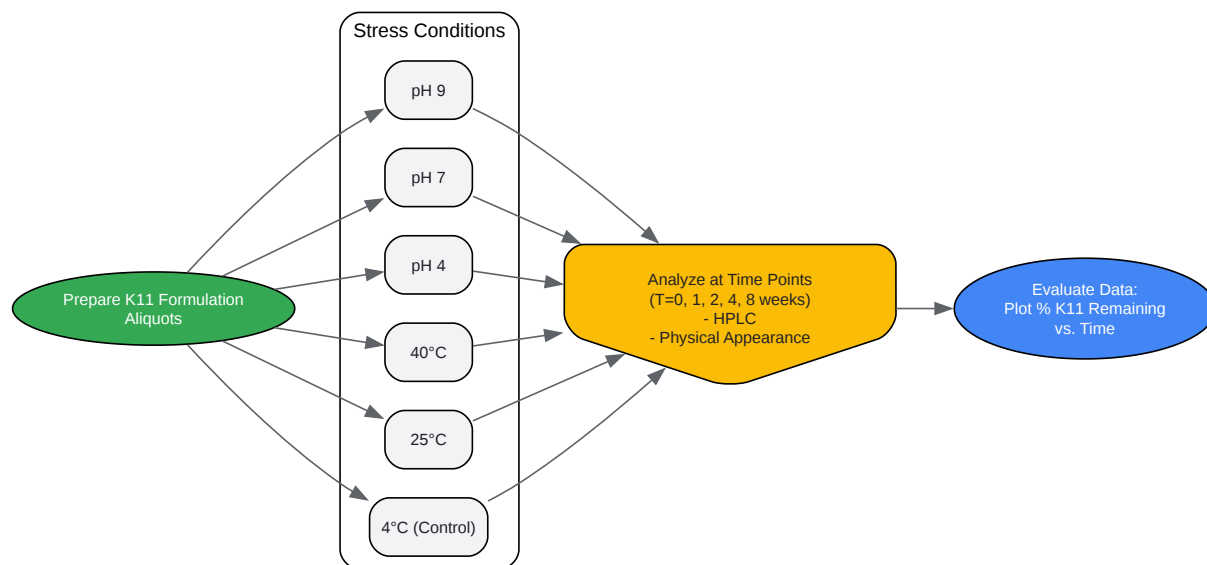 Stress Conditions
pH 9
pH 7
pH 4
40°C
25°C
4°C (Control)
Prepare K11 Formulation
Aliquots
Analyze at Time Points
(T=0, 1, 2, 4, 8 weeks)
- HPLC
- Physical Appearance
Evaluate Data:
Plot % K11 Remaining
vs. Time